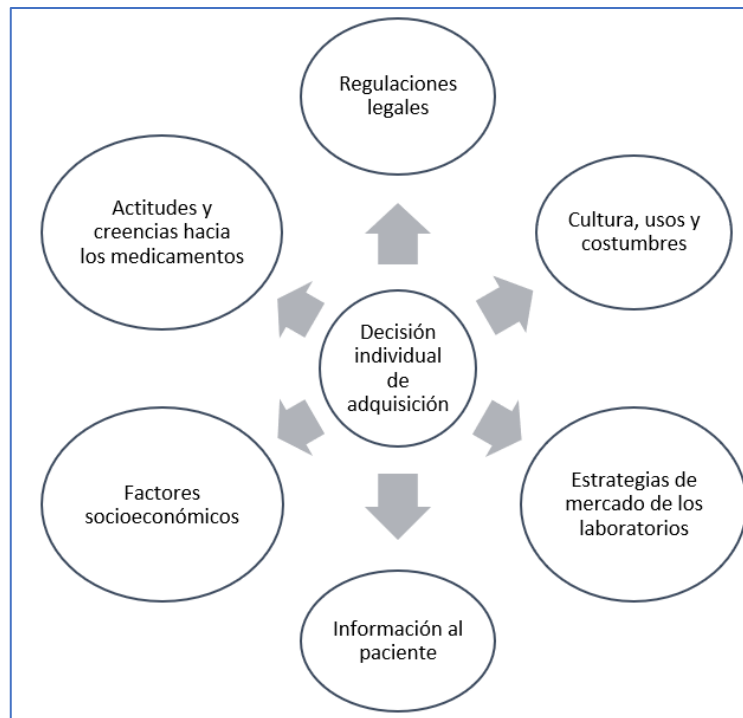 Regulaciones
legales
Actitudes y
creencias hacia
los medicamentos
Cultura, usos y
costumbres
Decisión
individual
de
adquisición
Factores
socioeconómicos
Estrategias de
mercado de los
laboratorios
Información al
paciente